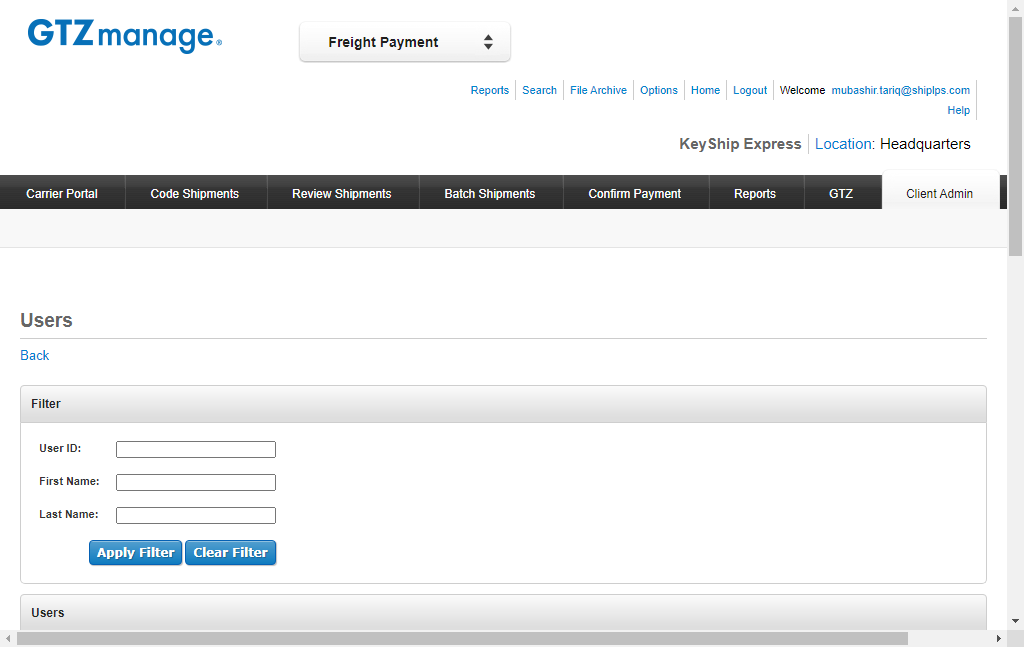 GTZmanage®
Freight Payment
Reports Search File Archive Options Home Logout Welcome mubashir.tariq@shiplps.com
Help
KeyShip Express Location: Headquarters
Carrier Portal Code Shipments Review Shipments Batch Shipments Confirm Payment Reports GTZ Client Admin
Users
Back
Filter
User ID:
First Name:
Last Name:
Apply Filter Clear Filter
Users